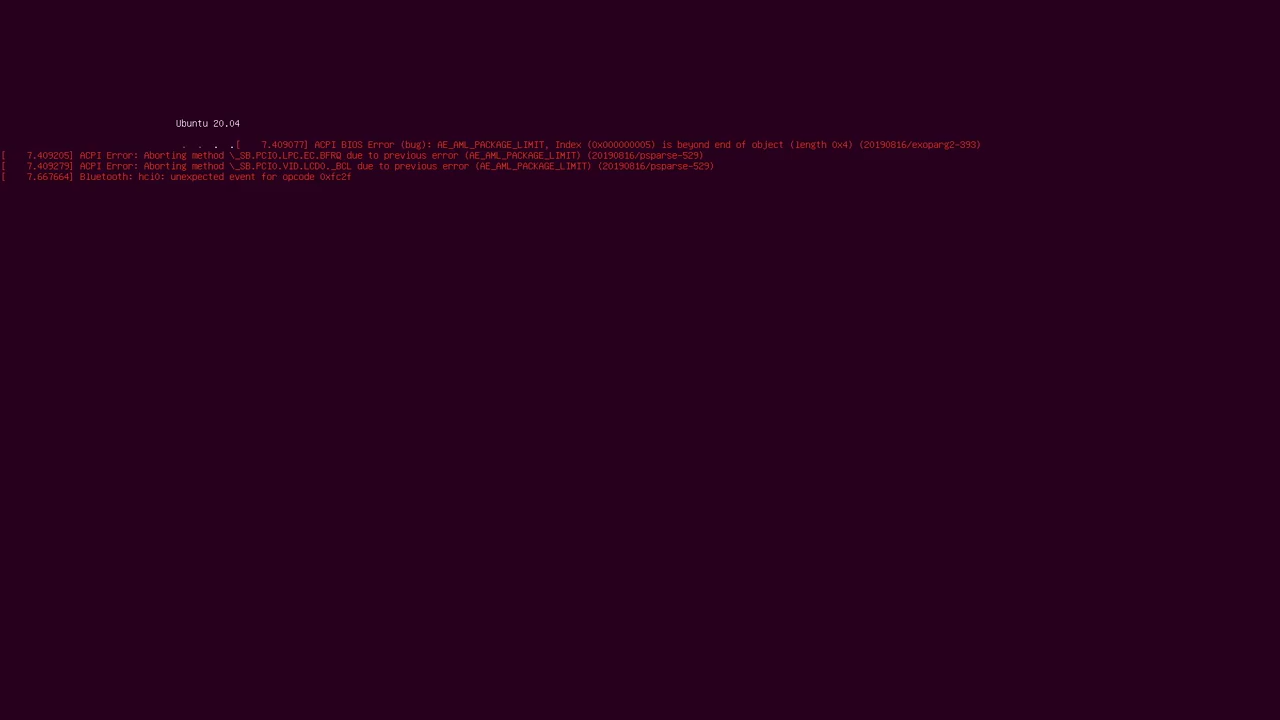 Ubuntu 20.04
. . . .[    7.409077] ACPI BIOS Error (bug): AE_AML_PACKAGE_LIMIT, Index (0x000000005) is beyond end of object (length 0x4) (20190816/exoparg2-393)
[    7.409205] ACPI Error: Aborting method \_SB.PCI0.LPC.EC.BFRQ due to previous error (AE_AML_PACKAGE_LIMIT) (20190816/psparse-529)
[    7.409279] ACPI Error: Aborting method \_SB.PCI0.VID.LCD0._BCL due to previous error (AE_AML_PACKAGE_LIMIT) (20190816/psparse-529)
[    7.667664] Bluetooth: hci0: unexpected event for opcode 0xfc2f